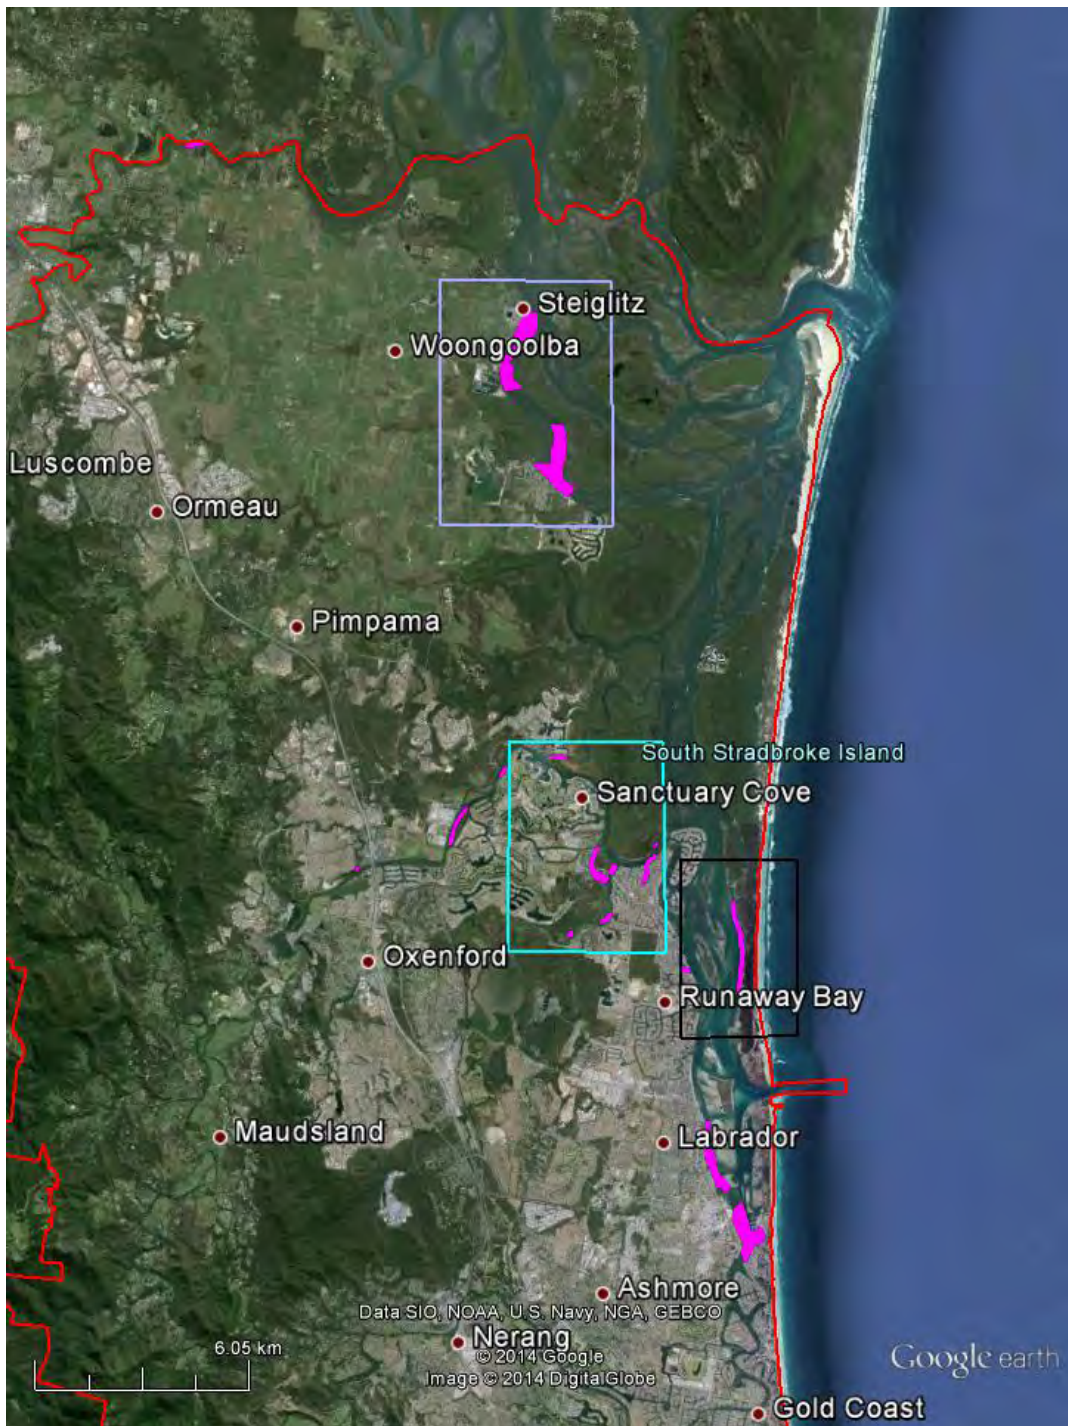 Steiglitz
Woongoolba
Luscombe
Ormeau
Pimpama
South Stradbroke Island
Sanctuary Cove
Oxenford
Runaway Bay
Maudsland
Labrador
Ashmore
Data SIO, NOAA, U.S. Navy, NGA, GEBCO
Nerang
6.05 km
© 2014 Google
Image © 2014 DigitalGlobe
Google earth
Gold Coast